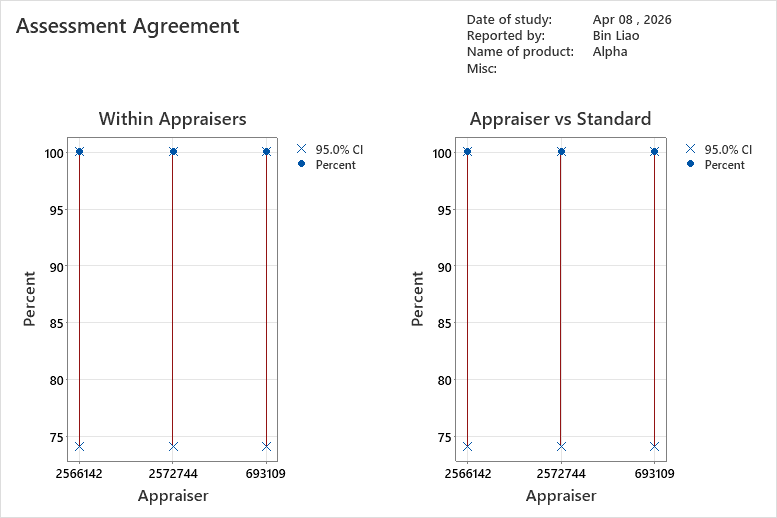 Assessment Agreement
Date of study: Apr 08 , 2026
Reported by: Bin Liao
Name of product: Alpha
Misc:
Within Appraisers
100
95
90
85
80
75
Percent
2566142 2572744 693109
Appraiser
95.0% CI
Percent
Appraiser vs Standard
100
95
90
85
80
75
Percent
2566142 2572744 693109
Appraiser
95.0% CI
Percent